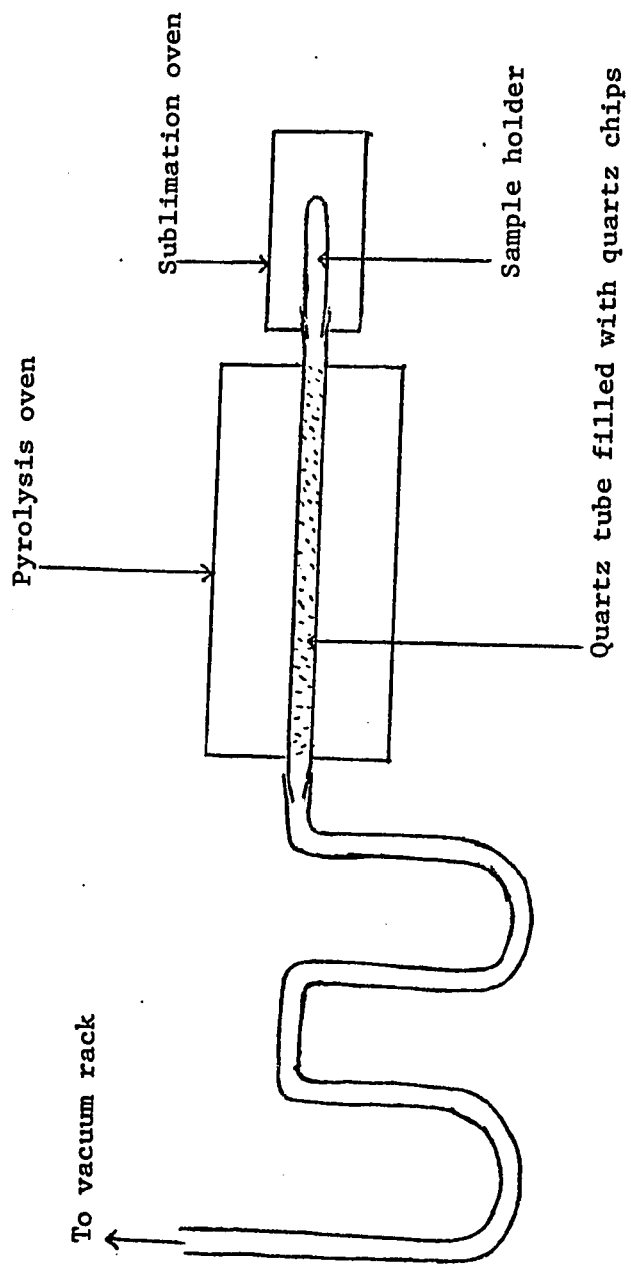 To vacuum rack
Pyrolysis oven
Sublimation oven
Sample holder
Quartz tube filled with quartz chips